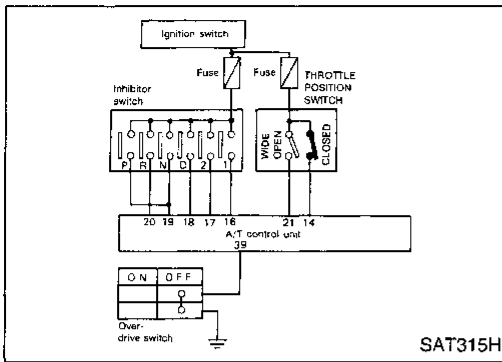 Ignition switch
Fuse
Fuse
THROTTLE
POSITION
SWITCH
Inhibitor
switch
P R N D 2 1
WIDE
OPEN
CLOSED
20 19 18 17 16
21 14
A/T control unit
39
ON OFF
Over-
drive switch
SAT315H